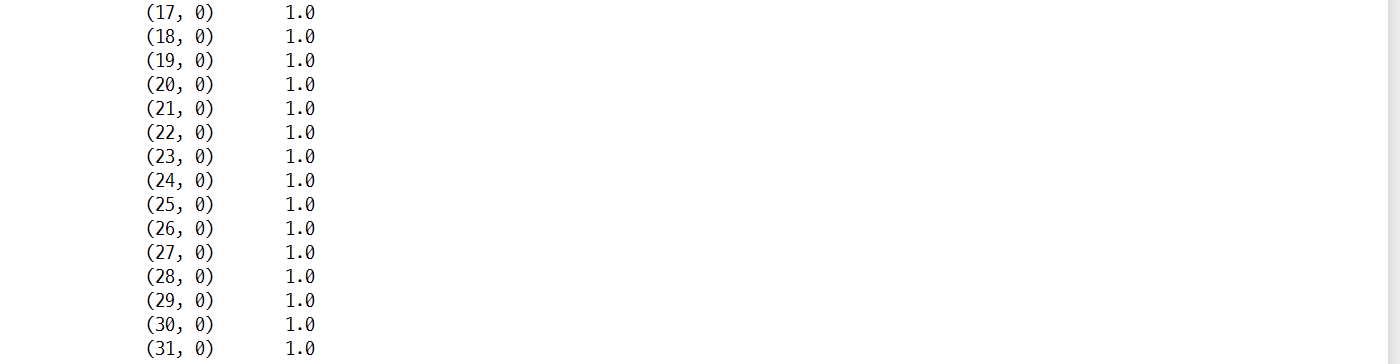 (17, 0)	1.0
(18, 0)	1.0
(19, 0)	1.0
(20, 0)	1.0
(21, 0)	1.0
(22, 0)	1.0
(23, 0)	1.0
(24, 0)	1.0
(25, 0)	1.0
(26, 0)	1.0
(27, 0)	1.0
(28, 0)	1.0
(29, 0)	1.0
(30, 0)	1.0
(31, 0)	1.0